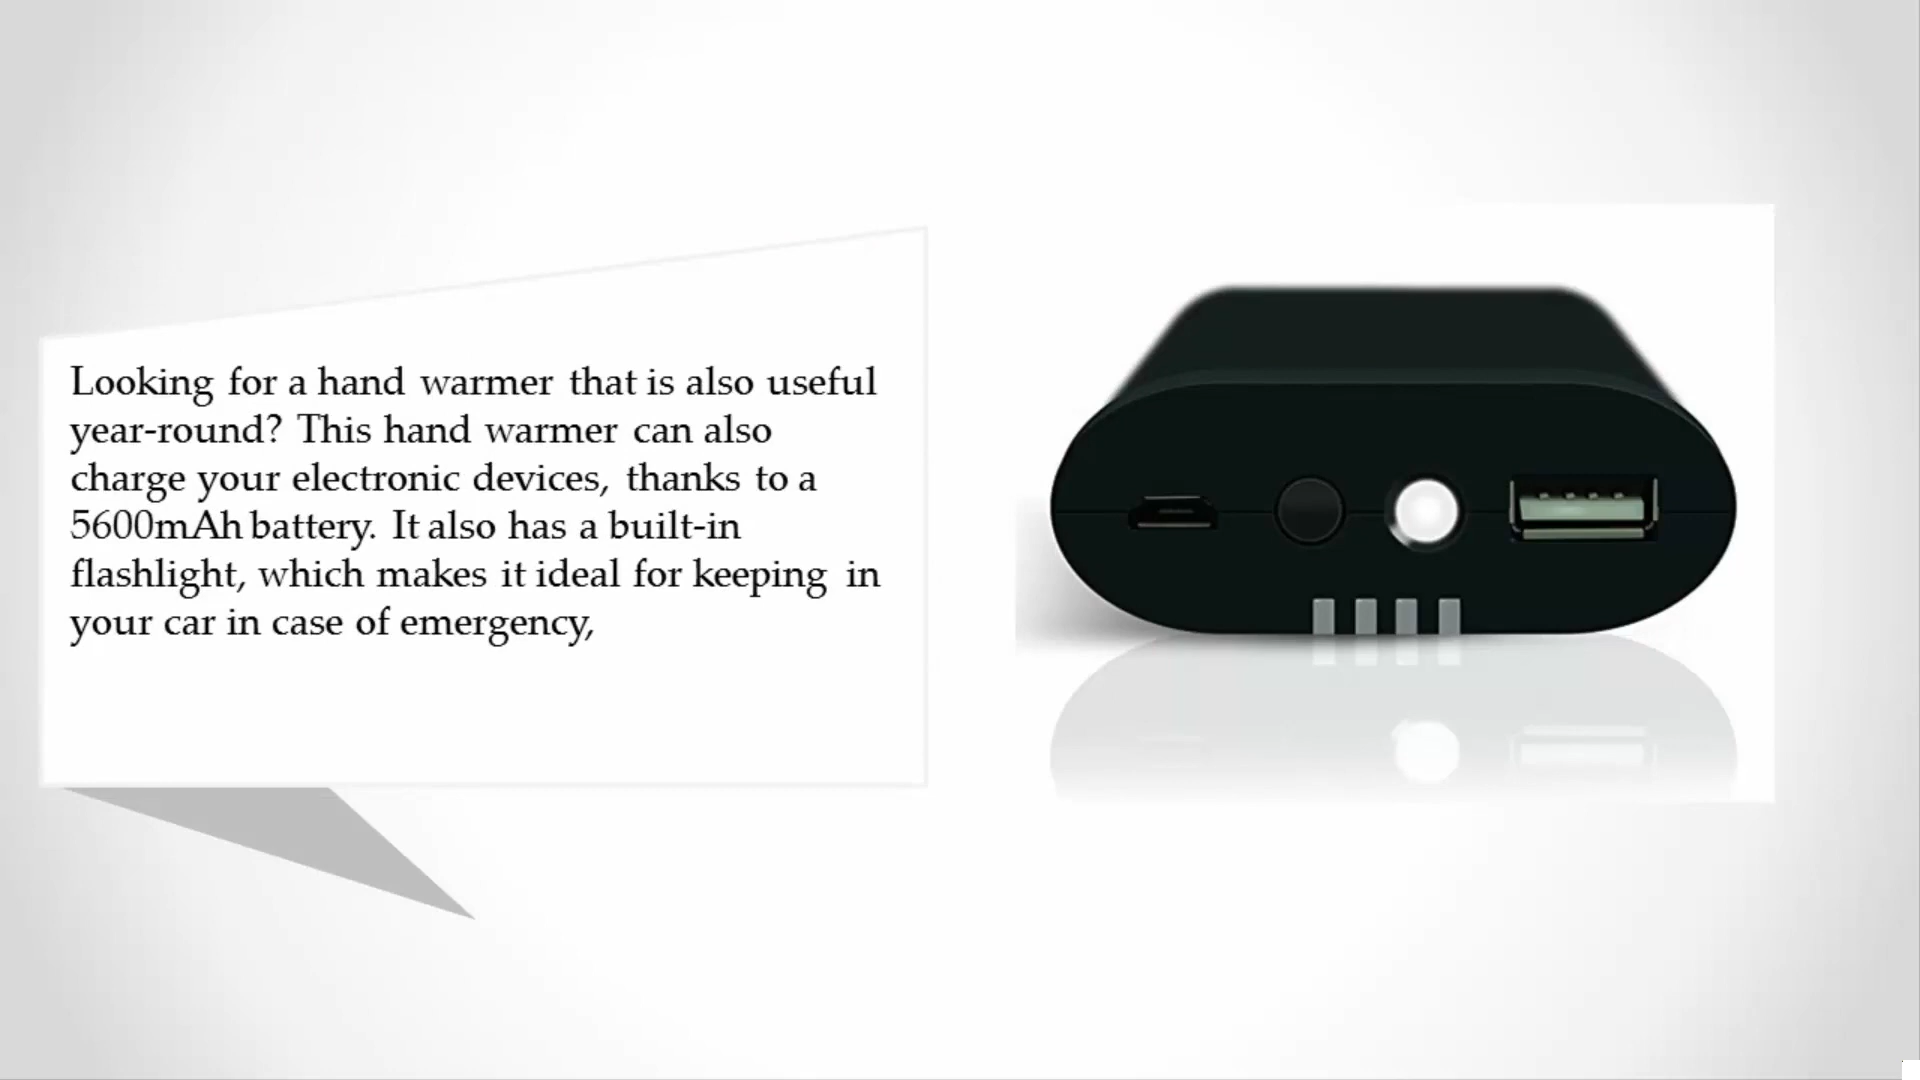 Looking for a hand warmer that is also useful
year-round? This hand warmer can also
charge your electronic devices, thanks to a
5600mAh battery. It also has a built-in
flashlight, which makes it ideal for keeping in
your car in case of emergency,